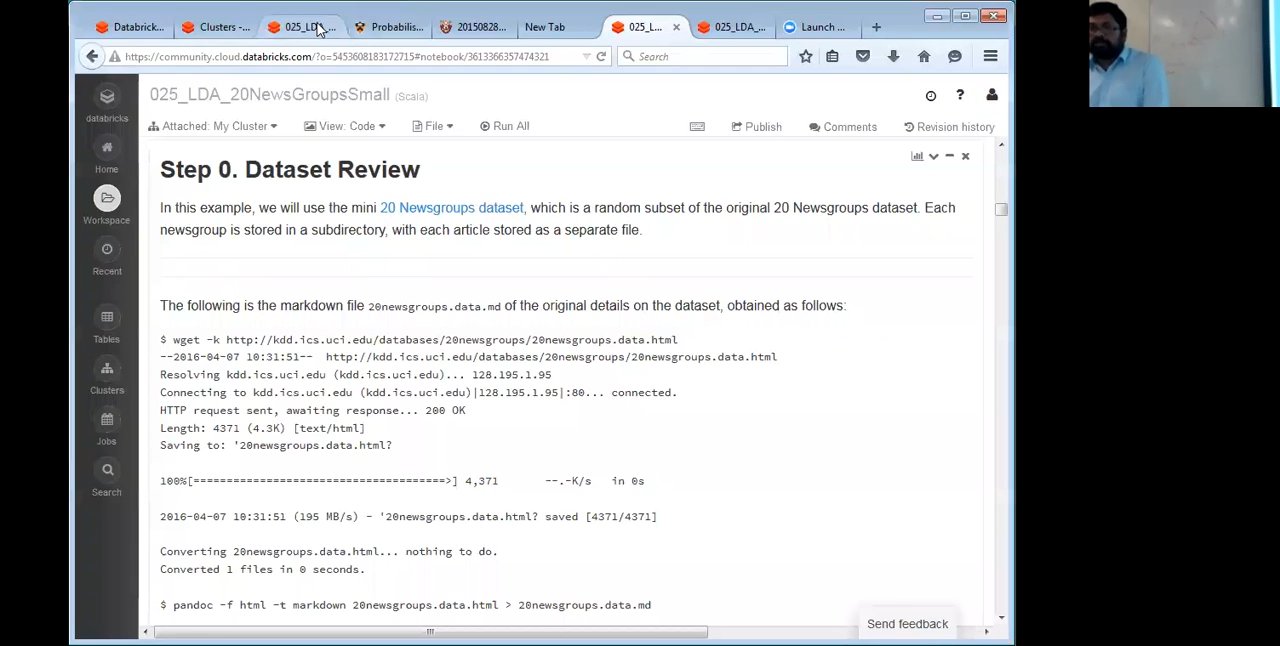 Databrick...
Clusters -...
025_LDA_...
Probabilis...
20150828...
New Tab
025_L...
025_LDA_...
Launch ...
https://community.cloud.databricks.com/?o=5453608183172715#notebook/3613366357474321
Search
025_LDA_20NewsGroupsSmall (Scala)
Attached: My Cluster
View: Code
File
Run All
Publish
Comments
Revision history
databricks
Home
Workspace
Recent
Tables
Clusters
Jobs
Search
Step 0. Dataset Review
In this example, we will use the mini 20 Newsgroups dataset, which is a random subset of the original 20 Newsgroups dataset. Each
newsgroup is stored in a subdirectory, with each article stored as a separate file.
The following is the markdown file 20newsgroups.data.md of the original details on the dataset, obtained as follows:
$ wget -k http://kdd.ics.uci.edu/databases/20newsgroups/20newsgroups.data.html
--2016-04-07 10:31:51-- http://kdd.ics.uci.edu/databases/20newsgroups/20newsgroups.data.html
Resolving kdd.ics.uci.edu (kdd.ics.uci.edu)... 128.195.1.95
Connecting to kdd.ics.uci.edu (kdd.ics.uci.edu)|128.195.1.95|:80... connected.
HTTP request sent, awaiting response... 200 OK
Length: 4371 (4.3K) [text/html]
Saving to: '20newsgroups.data.html?
100%[======================================>] 4,371 --.-K/s in 0s
2016-04-07 10:31:51 (195 MB/s) - '20newsgroups.data.html? saved [4371/4371]
Converting 20newsgroups.data.html... nothing to do.
Converted 1 files in 0 seconds.
$ pandoc -f html -t markdown 20newsgroups.data.html > 20newsgroups.data.md
Send feedback